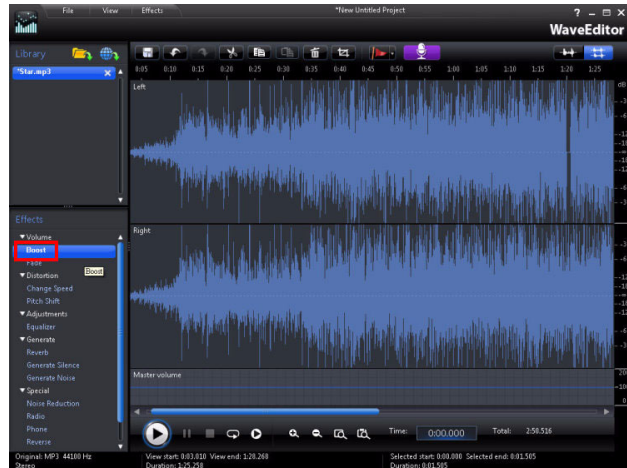 File View Effects *New Untitled Project ? – □ ×
WaveEditor
Library
*Star.mp3 X
0:05 0:10 0:15 0:20 0:25 0:30 0:35 0:40 0:45 0:50 0:55 1:00 1:05 1:10 1:15 1:20 1:25
dB
Left
Right
Effects
Volume
Boost
Fade
Boost
Distortion
Change Speed
Pitch Shift
Adjustments
Equalizer
Generate
Reverb
Generate Silence
Generate Noise
Special
Noise Reduction
Radio
Phone
Reverse
Master volume
Time: 0:00.000 Total: 2:50.516
Original: MP3 44100 Hz
Stereo
View start: 0:03.010 View end: 1:28.268
Duration: 1:25.258
Selected start: 0:00.000 Selected end: 0:01.505
Duration: 0:01.505